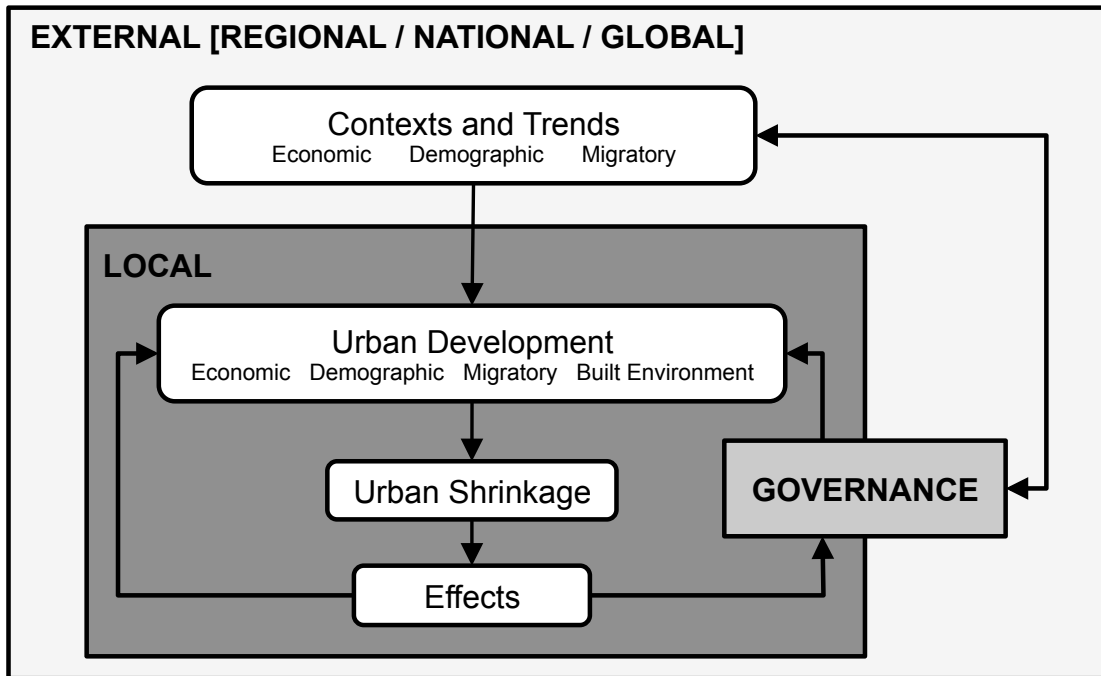 EXTERNAL [REGIONAL / NATIONAL / GLOBAL]
Contexts and Trends
Economic Demographic Migratory
LOCAL
Urban Development
Economic Demographic Migratory Built Environment
Urban Shrinkage
GOVERNANCE
Effects